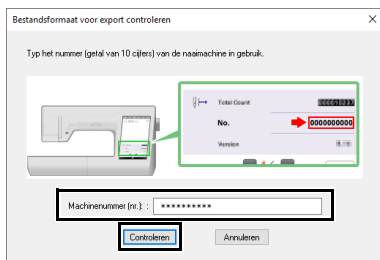 Bestandsformaat voor export controleren
Typ het nummer (getal van 10 cijfers) van de naaimachine in gebruik.
Total Count
No. 0000000000
Version
Machinenummer (nr.): : **********
Controleren Annuleren